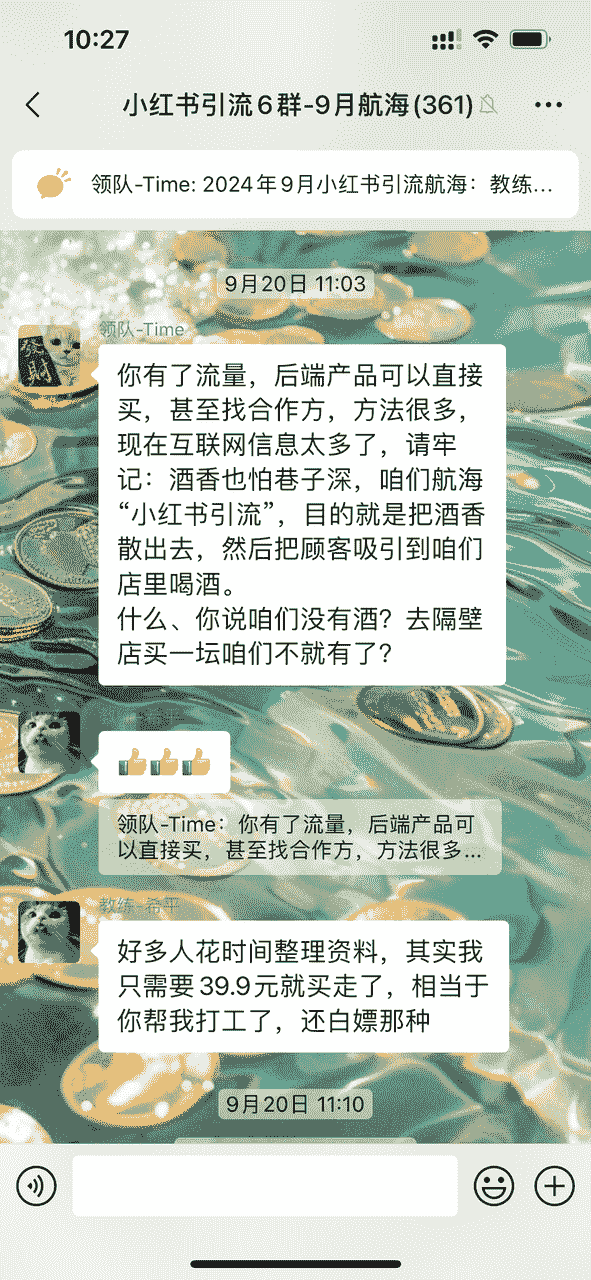 10:27
小红书引流6群-9月航海(361)
领队-Time: 2024年9月小红书引流航海：教练...
9月20日 11:03
领队-Time
發財
你有了流量，后端产品可以直接
买，甚至找合作方，方法很多，
现在互联网信息太多了，请牢
记：酒香也怕巷子深，咱们航海
“小红书引流”，目的就是把酒香
散出去，然后把顾客吸引到咱们
店里喝酒。
什么、你说咱们没有酒？去隔壁
店买一坛咱们不就有了？
👍👍👍
领队-Time：你有了流量，后端产品可
以直接买，甚至找合作方，方法很多...
教练-希平
好多人花时间整理资料，其实我
只需要39.9元就买走了，相当于
你帮我打工了，还白嫖那种
9月20日 11:10